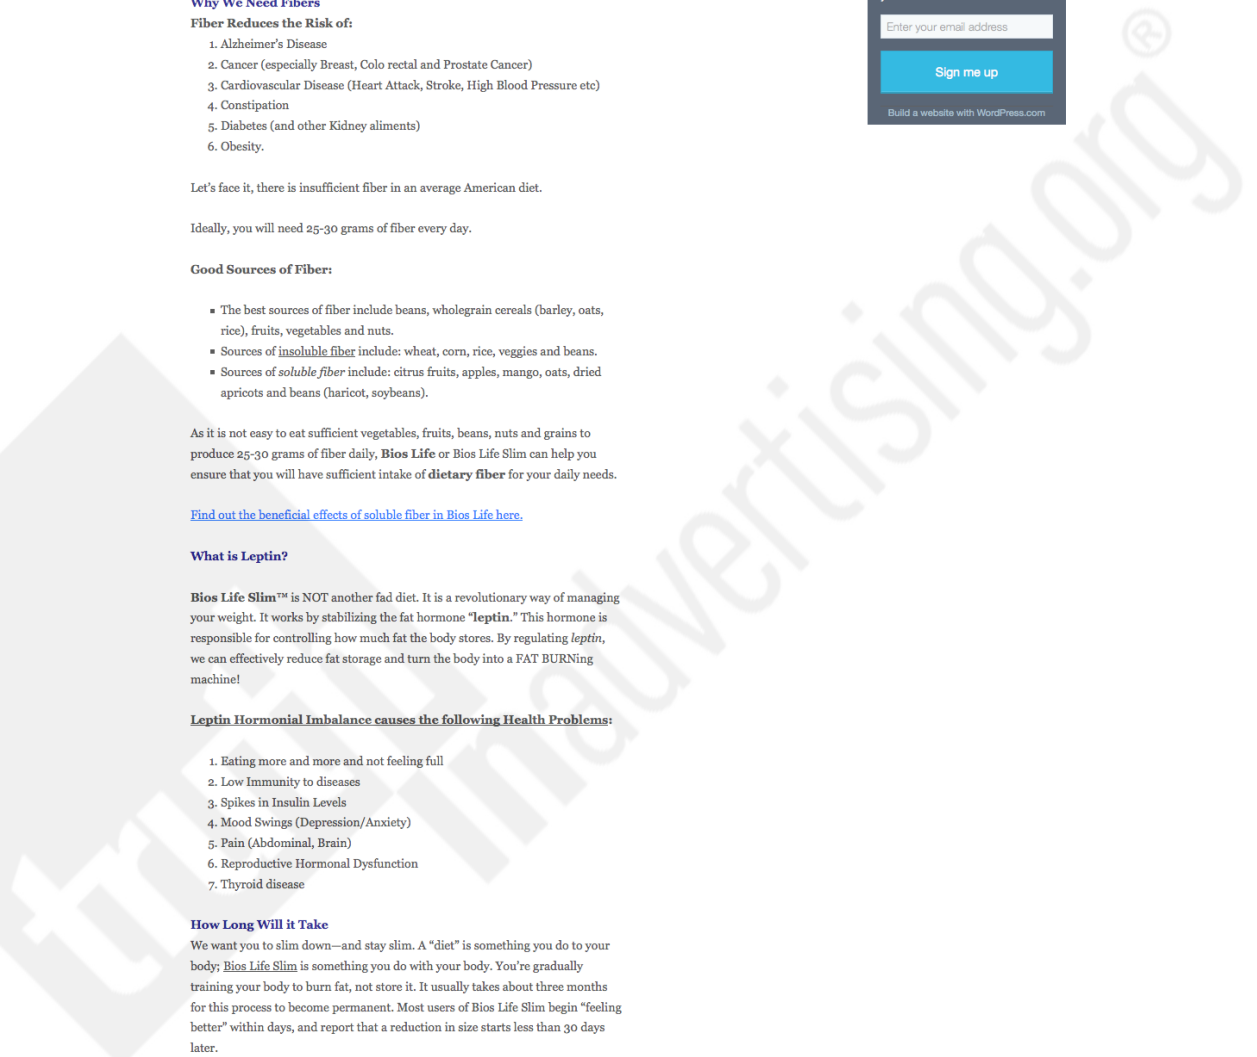 Why We Need Fibers
Fiber Reduces the Risk of:
1. Alzheimer's Disease
2. Cancer (especially Breast, Colo rectal and Prostate Cancer)
3. Cardiovascular Disease (Heart Attack, Stroke, High Blood Pressure etc)
4. Constipation
5. Diabetes (and other Kidney aliments)
6. Obesity.
Let's face it, there is insufficient fiber in an average American diet.
Ideally, you will need 25-30 grams of fiber every day.
Good Sources of Fiber:
▪ The best sources of fiber include beans, wholegrain cereals (barley, oats,
rice), fruits, vegetables and nuts.
▪ Sources of insoluble fiber include: wheat, corn, rice, veggies and beans.
▪ Sources of soluble fiber include: citrus fruits, apples, mango, oats, dried
apricots and beans (haricot, soybeans).
As it is not easy to eat sufficient vegetables, fruits, beans, nuts and grains to
produce 25-30 grams of fiber daily, Bios Life or Bios Life Slim can help you
ensure that you will have sufficient intake of dietary fiber for your daily needs.
Find out the beneficial effects of soluble fiber in Bios Life here.
What is Leptin?
Bios Life Slim™ is NOT another fad diet. It is a revolutionary way of managing
your weight. It works by stabilizing the fat hormone “leptin.” This hormone is
responsible for controlling how much fat the body stores. By regulating leptin,
we can effectively reduce fat storage and turn the body into a FAT BURNing
machine!
Leptin Hormonial Imbalance causes the following Health Problems:
1. Eating more and more and not feeling full
2. Low Immunity to diseases
3. Spikes in Insulin Levels
4. Mood Swings (Depression/Anxiety)
5. Pain (Abdominal, Brain)
6. Reproductive Hormonal Dysfunction
7. Thyroid disease
How Long Will it Take
We want you to slim down—and stay slim. A “diet” is something you do to your
body; Bios Life Slim is something you do with your body. You're gradually
training your body to burn fat, not store it. It usually takes about three months
for this process to become permanent. Most users of Bios Life Slim begin “feeling
better” within days, and report that a reduction in size starts less than 30 days
later.
Enter your email address
Sign me up
Build a website with WordPress.com
truth
inadvertising.org®